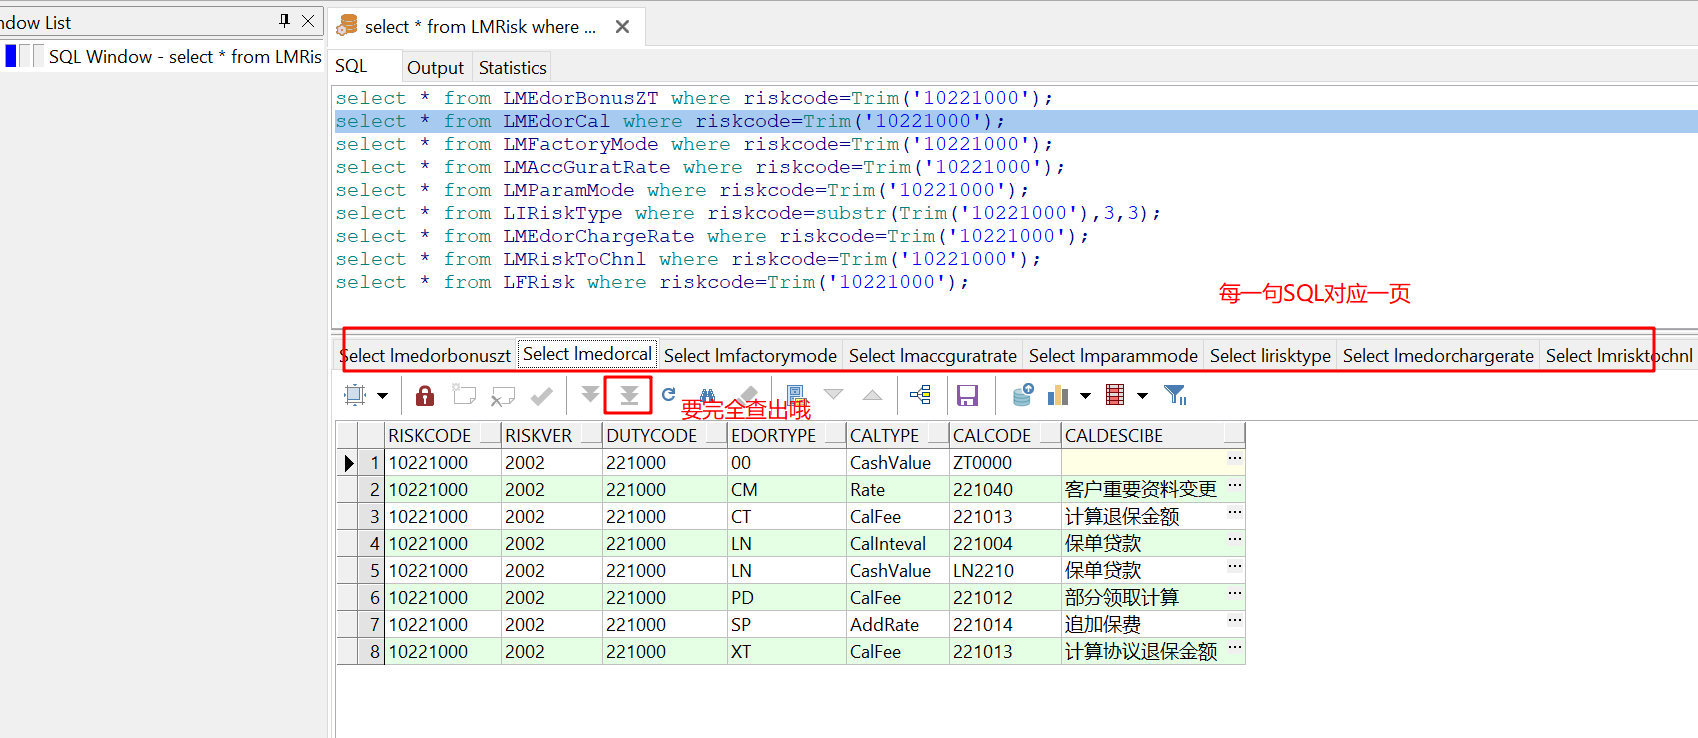 ndow List
SQL Window - select * from LMRis
select * from LMRisk where ...
SQL Output Statistics
select * from LMEdorBonusZT where riskcode=Trim('10221000');
select * from LMEdorCal where riskcode=Trim('10221000');
select * from LMFactoryMode where riskcode=Trim('10221000');
select * from LMAccGuratRate where riskcode=Trim('10221000');
select * from LMParamMode where riskcode=Trim('10221000');
select * from LIRiskType where riskcode=substr(Trim('10221000'),3,3);
select * from LMEdorChargeRate where riskcode=Trim('10221000');
select * from LMRiskToChnl where riskcode=Trim('10221000');
select * from LFRisk where riskcode=Trim('10221000');
每一句SQL对应一页
Select lmedorbonuszt Select lmedorcal Select lmfactorymode Select lmaccguratrate Select lmparammode Select lirisktype Select lmedorchargerate Select lmrisktochnl
要完全查出哦
RISKCODE RISKVER DUTYCODE EDORTYPE CALTYPE CALCODE CALDESCIBE
1 10221000 2002 221000 00 CashValue ZT0000 ...
2 10221000 2002 221000 CM Rate 221040 客户重要资料变更 ...
3 10221000 2002 221000 CT CalFee 221013 计算退保金额 ...
4 10221000 2002 221000 LN CalInteval 221004 保单贷款 ...
5 10221000 2002 221000 LN CashValue LN2210 保单贷款 ...
6 10221000 2002 221000 PD CalFee 221012 部分领取计算 ...
7 10221000 2002 221000 SP AddRate 221014 追加保费 ...
8 10221000 2002 221000 XT CalFee 221013 计算协议退保金额 ...